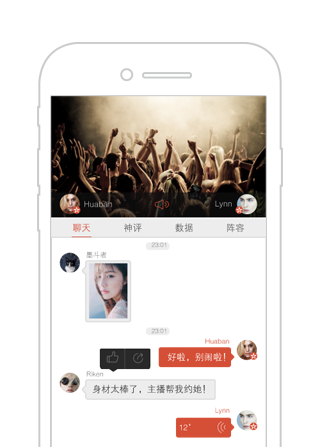 Huaban
Lynn
聊天 神评 数据 阵容
23:01
墨斗者
23:01
Huaban
好啦，别闹啦！
Riken
身材太棒了，主播帮我约她！
Lynn
12"